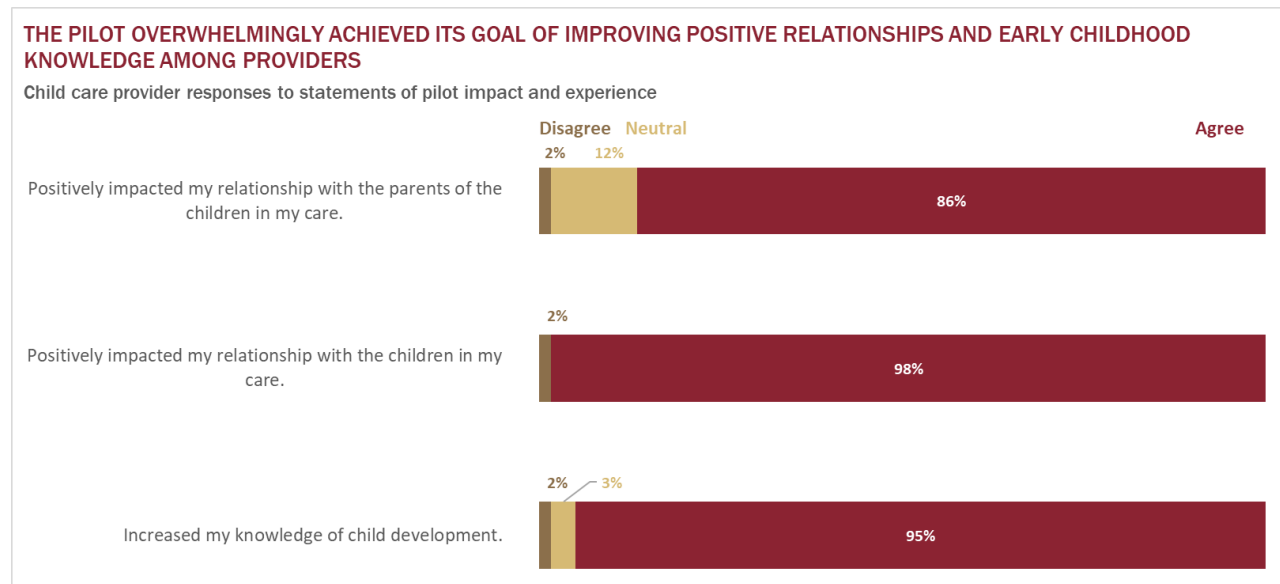 THE PILOT OVERWHELMINGLY ACHIEVED ITS GOAL OF IMPROVING POSITIVE RELATIONSHIPS AND EARLY CHILDHOOD
KNOWLEDGE AMONG PROVIDERS
Child care provider responses to statements of pilot impact and experience
Disagree Neutral Agree
2% 12%
Positively impacted my relationship with the parents of the
children in my care.
86%
2%
Positively impacted my relationship with the children in my
care.
98%
2% 3%
Increased my knowledge of child development.
95%